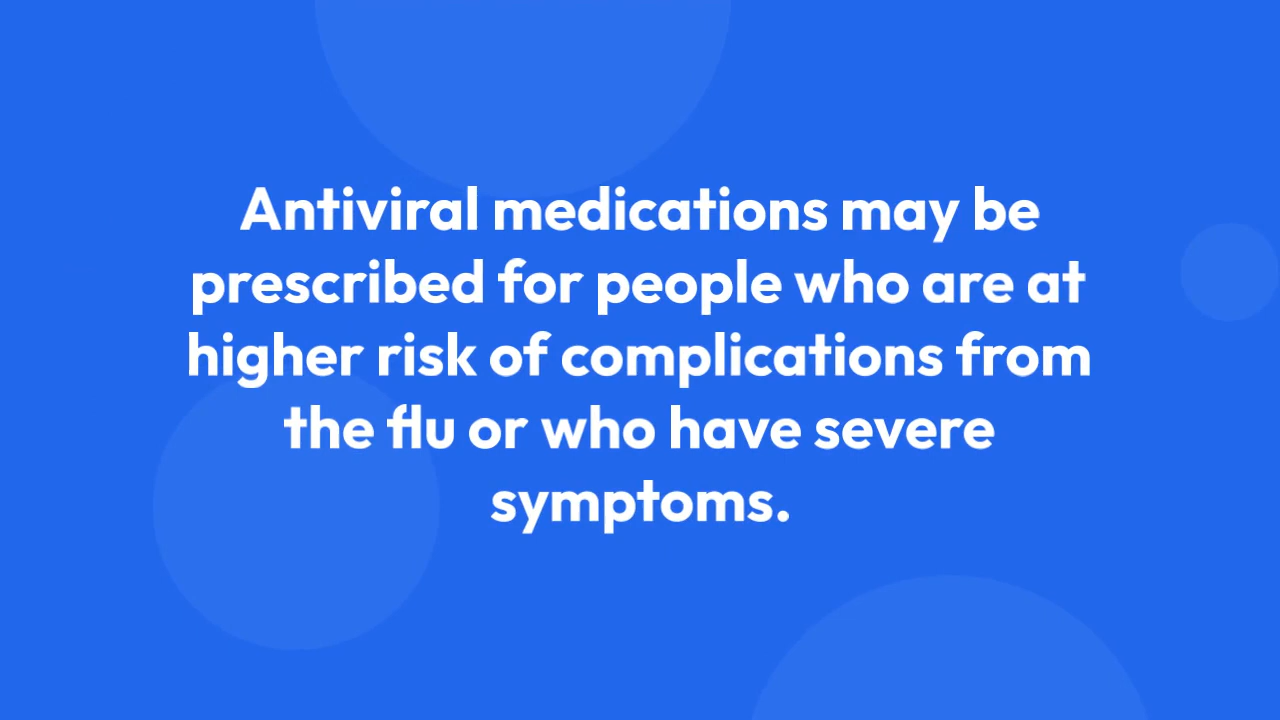 Antiviral medications may be
prescribed for people who are at
higher risk of complications from
the flu or who have severe
symptoms.